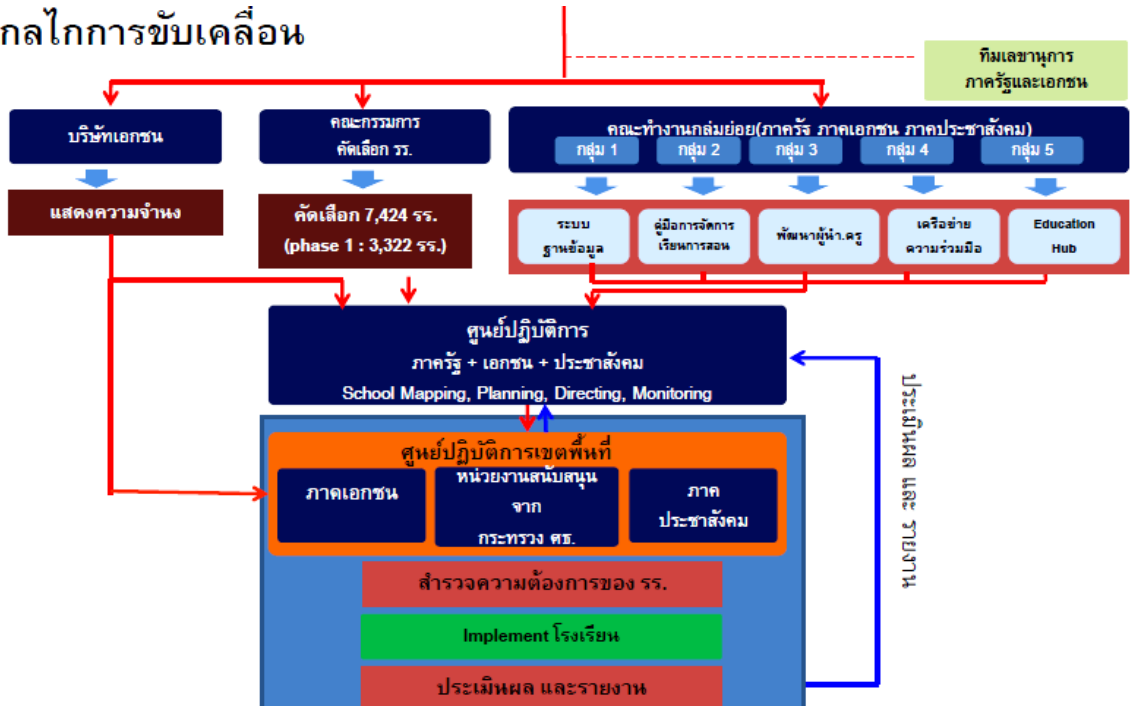 กลไกการขับเคลื่อน
ทีมเลขานุการ
ภาครัฐและเอกชน
บริษัทเอกชน
คณะกรรมการ
คัดเลือก รร.
คณะทำงานกลุ่มย่อย(ภาครัฐ ภาคเอกชน ภาคประชาสังคม)
กลุ่ม 1
กลุ่ม 2
กลุ่ม 3
กลุ่ม 4
กลุ่ม 5
แสดงความจำนง
คัดเลือก 7,424 รร.
(phase 1 : 3,322 รร.)
ระบบ
ฐานข้อมูล
คู่มือการจัดการ
เรียนการสอน
พัฒนาผู้นำ.ครู
เครือข่าย
ความร่วมมือ
Education
Hub
ศูนย์ปฏิบัติการ
ภาครัฐ + เอกชน + ประชาสังคม
School Mapping, Planning, Directing, Monitoring
ประเมินผล และ รายงาน
ศูนย์ปฏิบัติการเขตพื้นที่
ภาคเอกชน
หน่วยงานสนับสนุน
จาก
กระทรวง ศธ.
ภาค
ประชาสังคม
สำรวจความต้องการของ รร.
Implement โรงเรียน
ประเมินผล และรายงาน